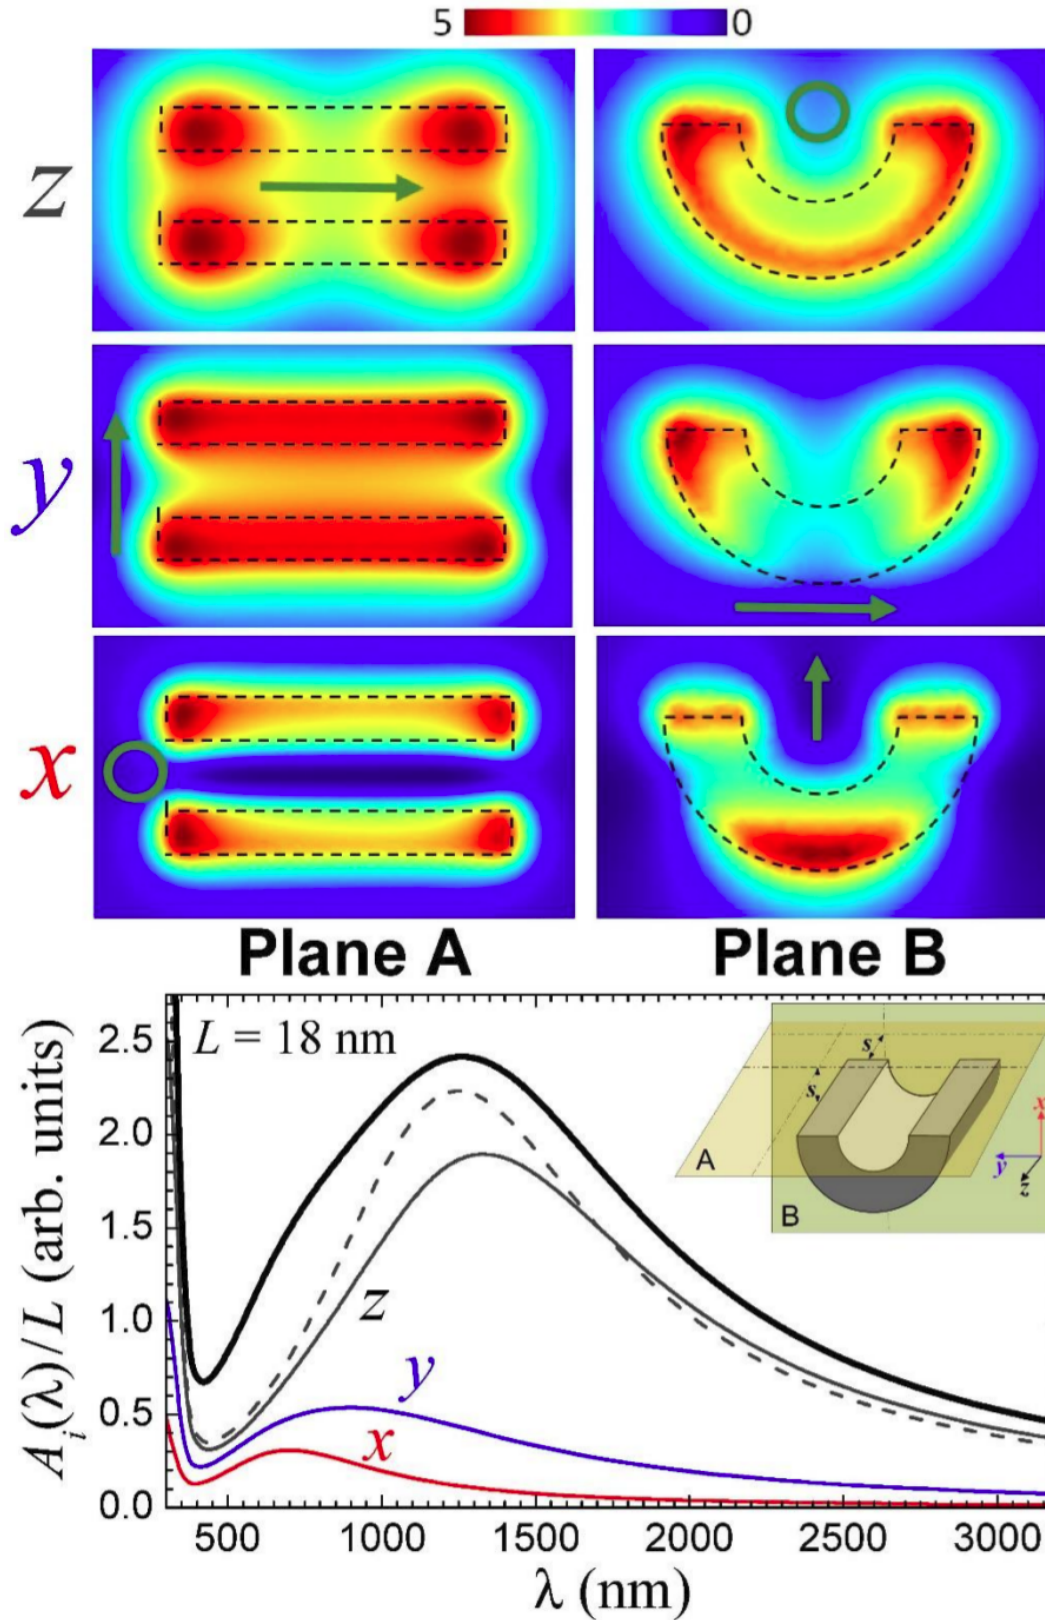 5 0
z
y
x
Plane A Plane B
L = 18 nm
A_i(λ)/L (arb. units)
2.5
2.0
1.5
1.0
0.5
0.0
z
y
x
s
s
A
B
x
y
z
500 1000 1500 2000 2500 3000
λ (nm)